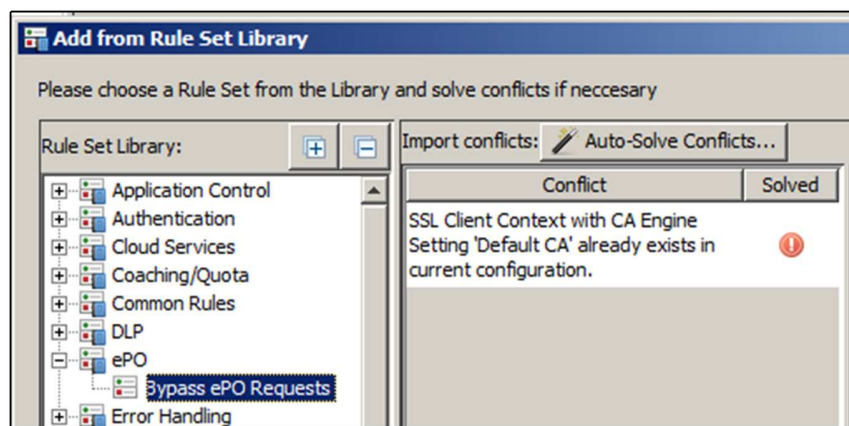 Add from Rule Set Library
Please choose a Rule Set from the Library and solve conflicts if neccesary
Rule Set Library:
Application Control
Authentication
Cloud Services
Coaching/Quota
Common Rules
DLP
ePO
Bypass ePO Requests
Error Handling
Import conflicts:
Auto-Solve Conflicts...
Conflict
Solved
SSL Client Context with CA Engine
Setting 'Default CA' already exists in
current configuration.